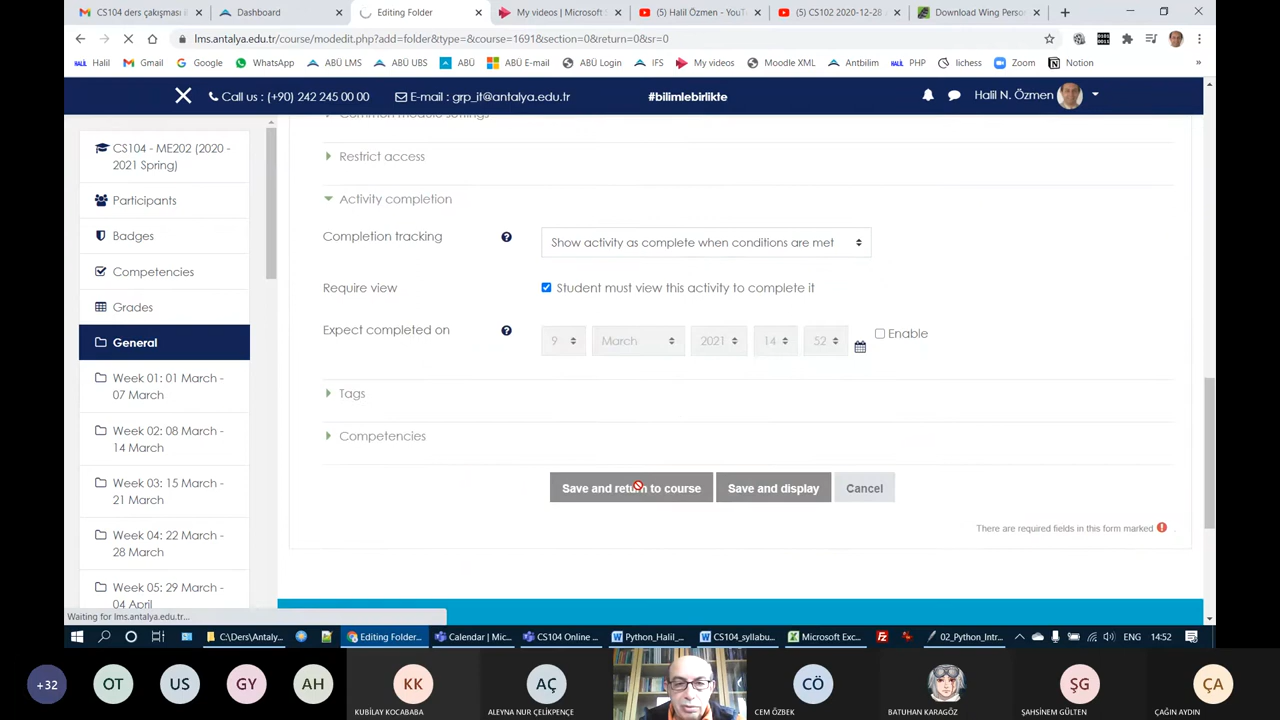 CS104 ders çakışması i
Dashboard
Editing Folder
My videos | Microsoft S
(5) Halil Özmen - YouT
(5) CS102 2020-12-28
Download Wing Perso
lms.antalya.edu.tr/course/modedit.php?add=folder&type=&course=1691&section=0&return=0&sr=0
Halil
Gmail
Google
WhatsApp
ABÜ LMS
ABÜ UBS
ABÜ
ABÜ E-mail
ABÜ Login
IFS
My videos
Moodle XML
Antbilim
PHP
lichess
Zoom
Notion
Call us : (+90) 242 245 00 00
E-mail : grp_it@antalya.edu.tr
#bilimlebirlikte
Halil N. Özmen
CS104 - ME202 (2020 -
2021 Spring)
Participants
Badges
Competencies
Grades
General
Week 01: 01 March -
07 March
Week 02: 08 March -
14 March
Week 03: 15 March -
21 March
Week 04: 22 March -
28 March
Week 05: 29 March -
04 April
Common module settings
Restrict access
Activity completion
Completion tracking
Show activity as complete when conditions are met
Require view
Student must view this activity to complete it
Expect completed on
9
March
2021
14
52
Enable
Tags
Competencies
Save and return to course
Save and display
Cancel
There are required fields in this form marked
Waiting for lms.antalya.edu.tr...
C:\Ders\Antaly...
Editing Folder...
Calendar | Mic...
CS104 Online ...
Python_Halil_...
CS104_syllabu...
Microsoft Exc...
02_Python_Intr...
ENG
14:52
+32
OT
US
GY
AH
KK
KUBİLAY KOCABABA
AÇ
ALEYNA NUR ÇELİKPENÇE
CÖ
CEM ÖZBEK
BATUHAN KARAGÖZ
ŞG
ŞAHSİNEM GÜLTEN
ÇA
ÇAĞIN AYDIN